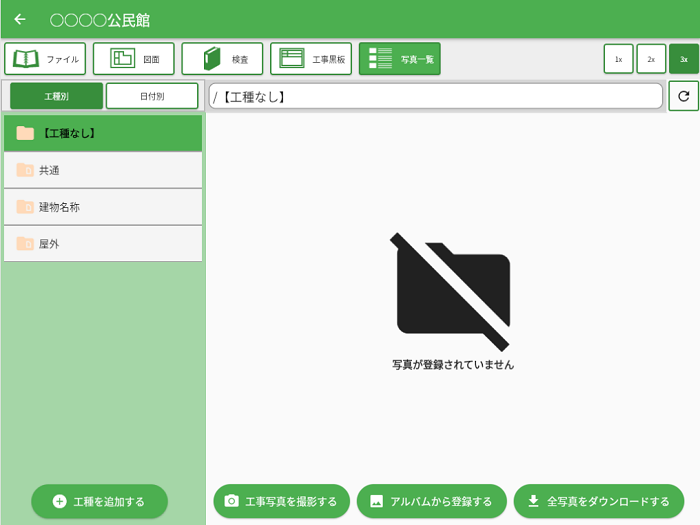 ○○○○公民館
ファイル
図面
検査
工事黒板
写真一覧
1x
2x
3x
工種別
日付別
/【工種なし】
【工種なし】
共通
建物名称
屋外
写真が登録されていません
工種を追加する
工事写真を撮影する
アルバムから登録する
全写真をダウンロードする